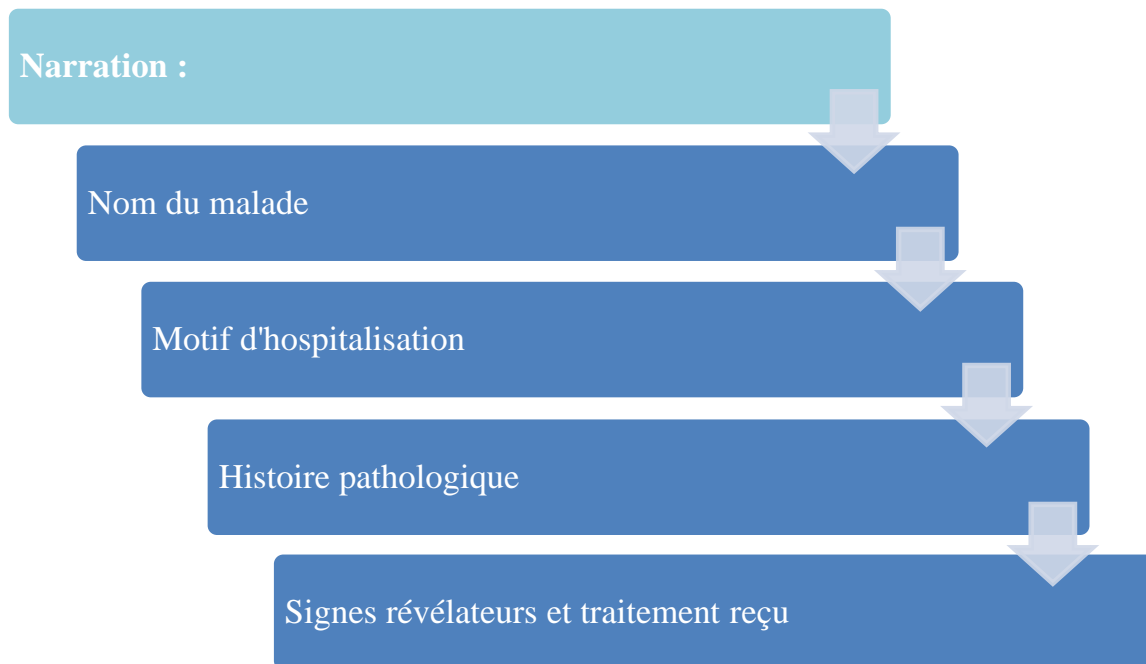 Narration :
Nom du malade
Motif d'hospitalisation
Histoire pathologique
Signes révélateurs et traitement reçu